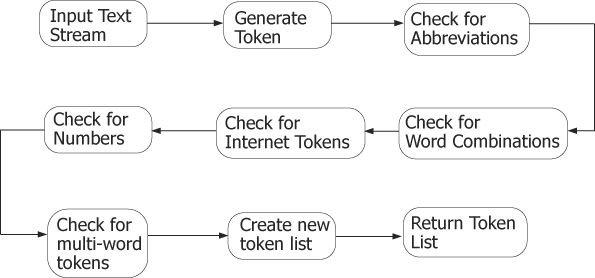 Input Text
Stream
Generate
Token
Check for
Abbreviations
Check for
Word Combinations
Check for
Internet Tokens
Check for
Numbers
Check for
multi-word
tokens
Create new
token list
Return Token
List